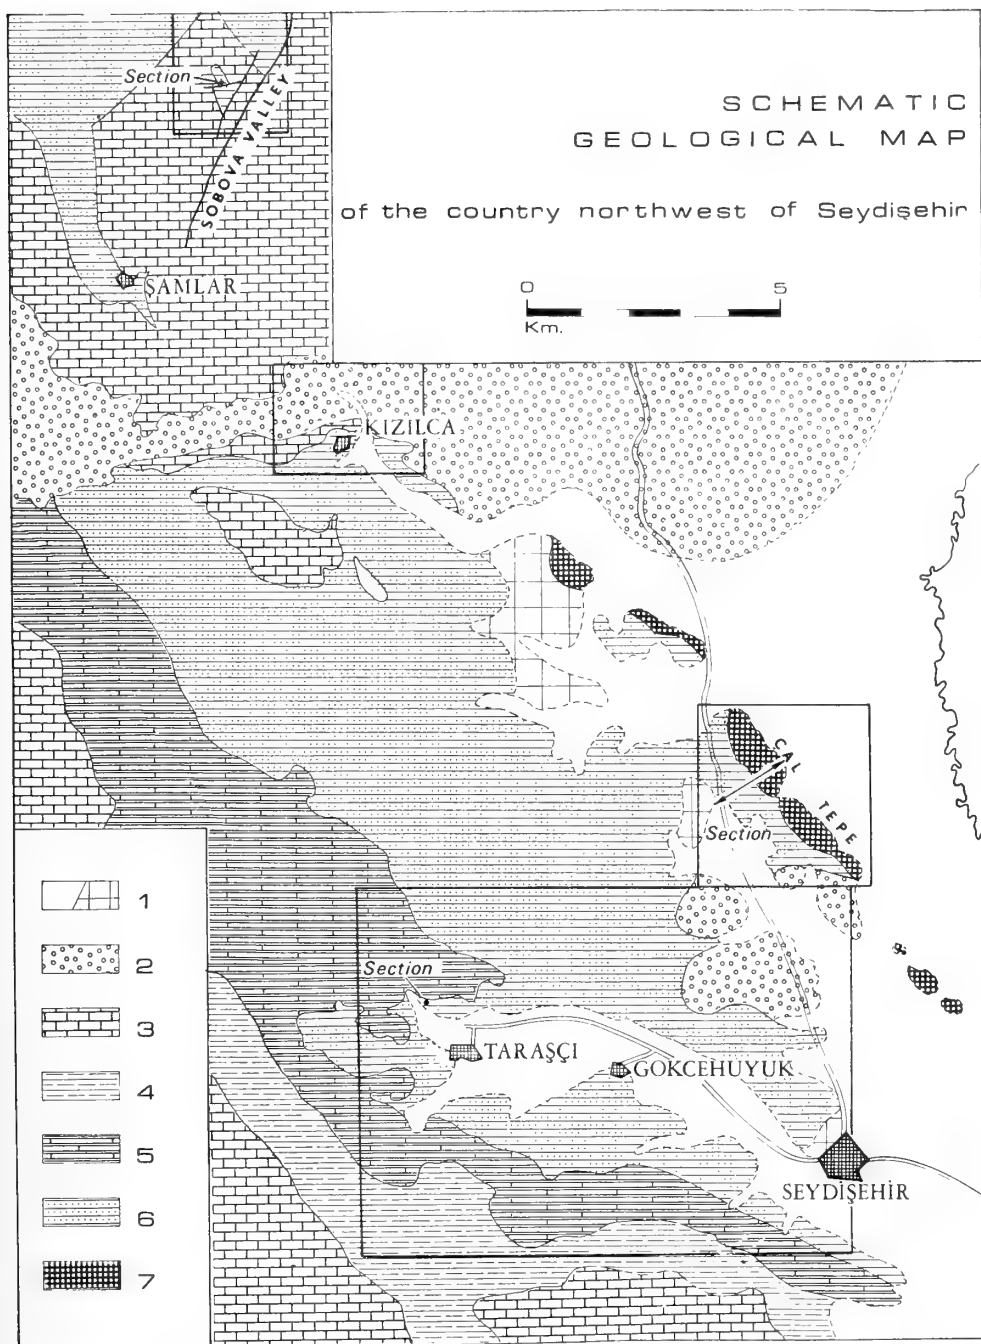 SCHEMATIC
GEOLOGICAL MAP
of the country northwest of Seydişehir
0 5
Km.
Section
SOBOVA VALLEY
ŞAMLAR
KIZILCA
ÇAL TEPE
Section
Section
TARAŞÇI
GÖKCEHUYUK
SEYDİŞEHİR
1
2
3
4
5
6
7